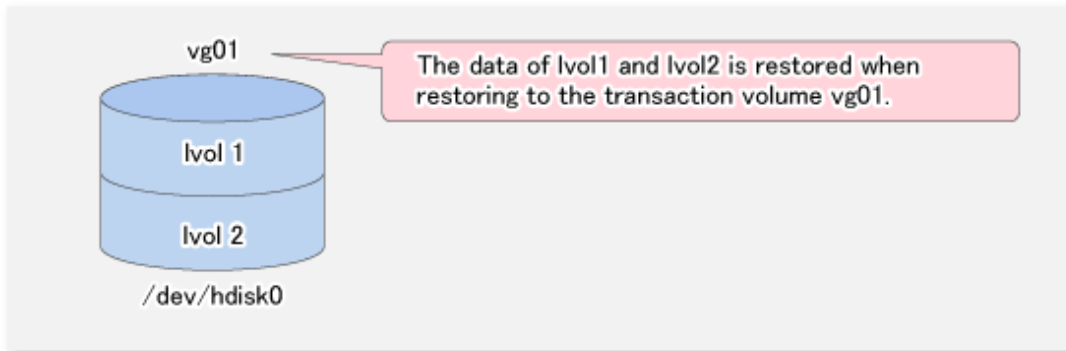 vg01
The data of lvol1 and lvol2 is restored when
restoring to the transaction volume vg01.
lvol 1
lvol 2
/dev/hdisk0